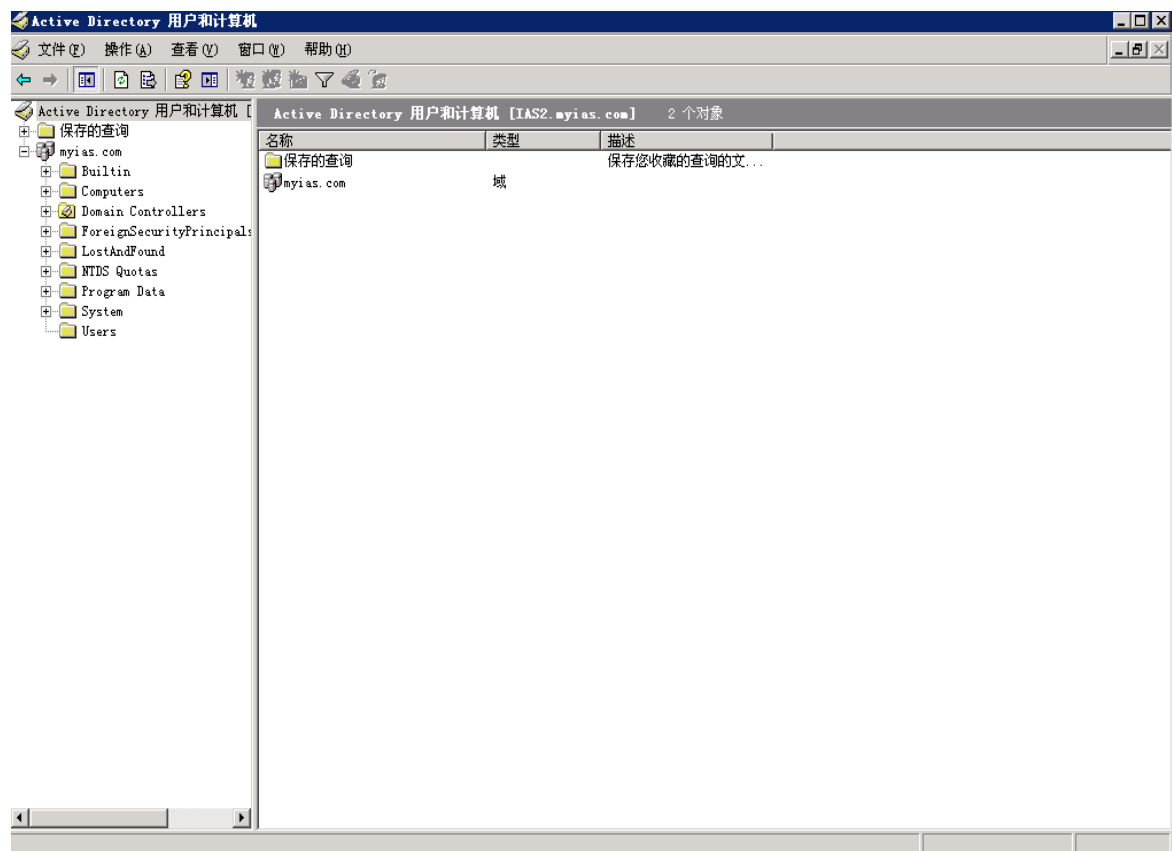 Active Directory 用户和计算机
文件(F) 操作(A) 查看(V) 窗口(W) 帮助(H)
Active Directory 用户和计算机 [
保存的查询
myias.com
Builtin
Computers
Domain Controllers
ForeignSecurityPrincipals
LostAndFound
NTDS Quotas
Program Data
System
Users
Active Directory 用户和计算机 [IAS2.myias.com] 2 个对象
名称 类型 描述
保存的查询 保存您收藏的查询的文...
myias.com 域